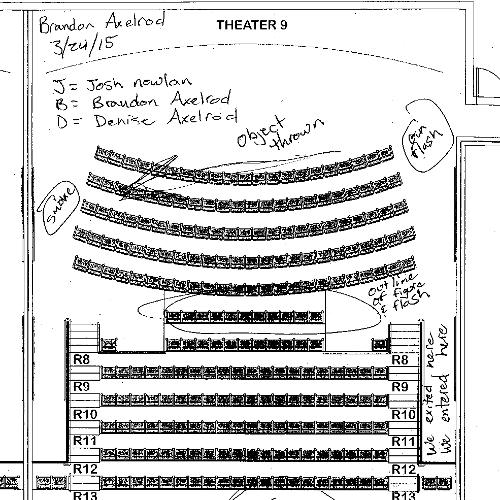 Brandon Axelrod
THEATER 9
3/24/15
J = Josh nowlan
B = Brandon Axelrod
D = Denise Axelrod
Object
thrown
gun
flash
smoke
outline
of figure
& flash
We exited here
We entered here
R8
R8
R9
R9
R10
R10
R11
R11
R12
R12
R13
R13